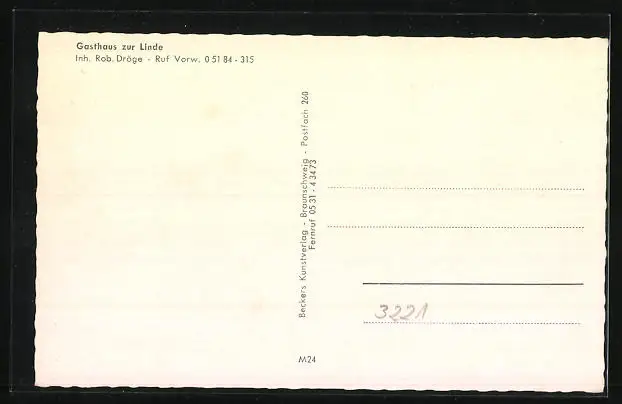 Gasthaus zur Linde
Inh. Rob. Dröge - Ruf Vorw. 0 51 84 - 315
Beckers Kunstverlag - Braunschweig - Postfach 260
Fernruf 05 31 - 4 34 73
3221
M24